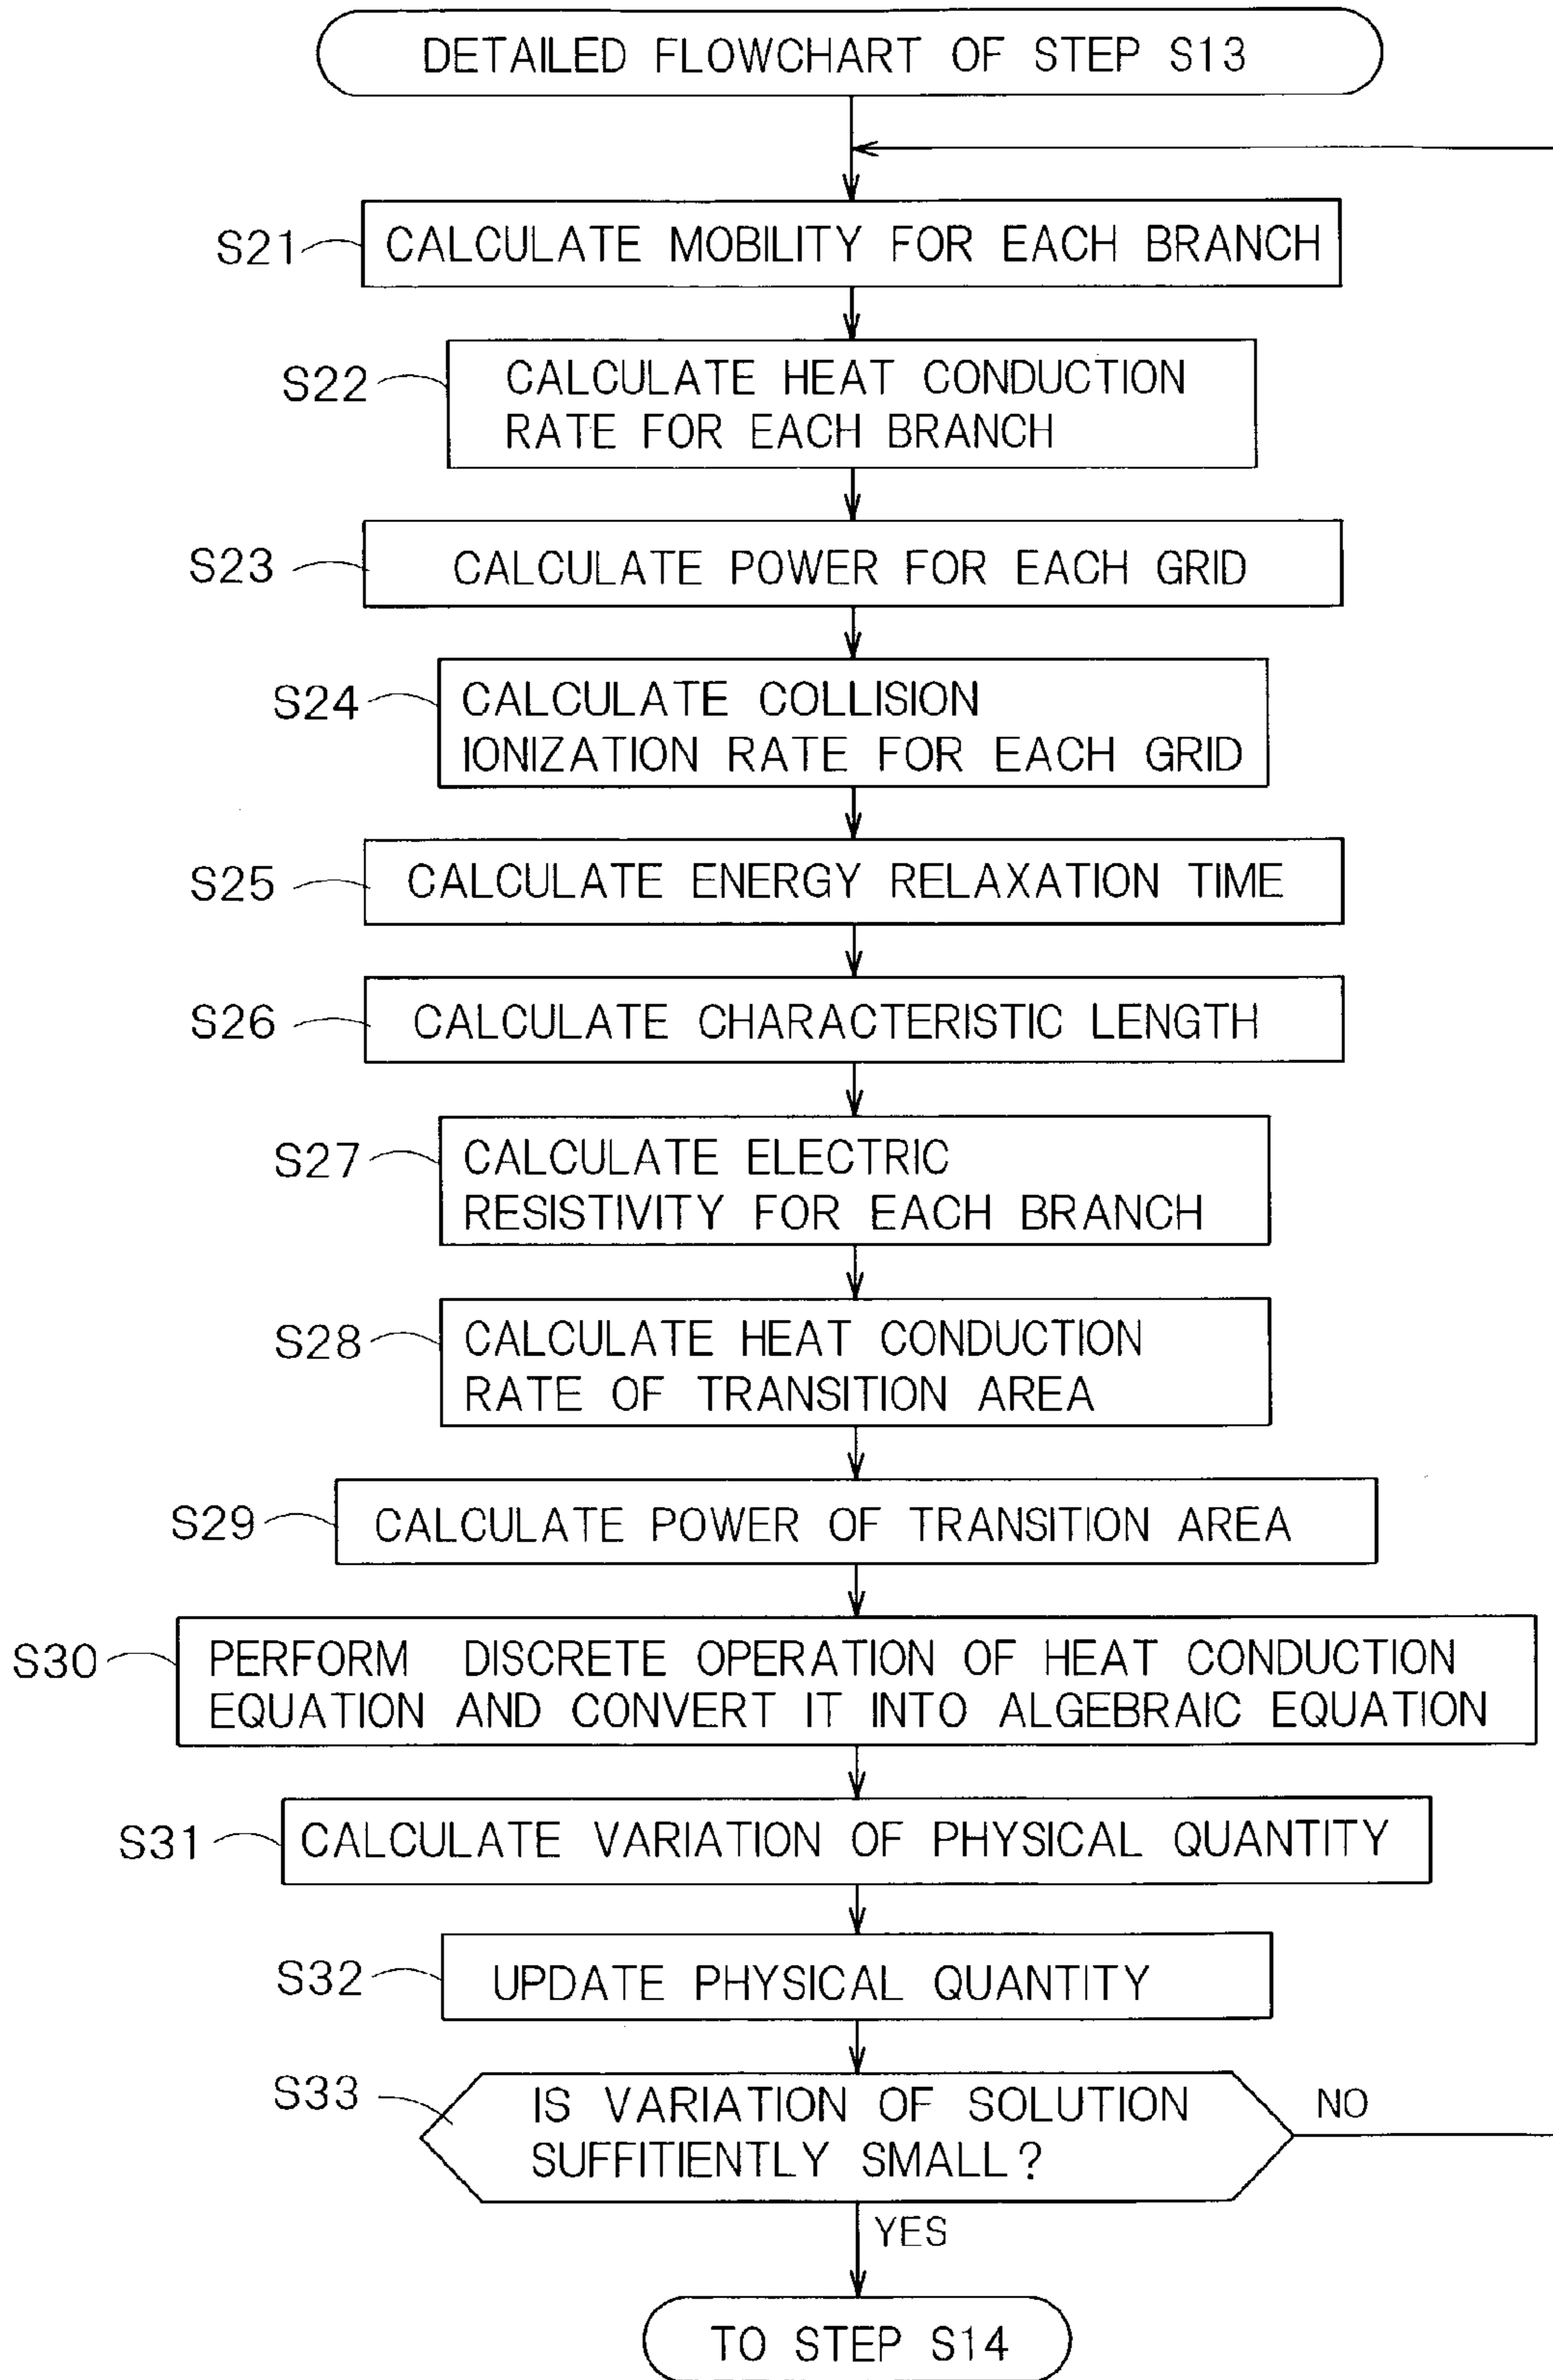 DETAILED FLOWCHART OF STEP S13
S21
CALCULATE MOBILITY FOR EACH BRANCH
S22
CALCULATE HEAT CONDUCTION
RATE FOR EACH BRANCH
S23
CALCULATE POWER FOR EACH GRID
S24
CALCULATE COLLISION
IONIZATION RATE FOR EACH GRID
S25
CALCULATE ENERGY RELAXATION TIME
S26
CALCULATE CHARACTERISTIC LENGTH
S27
CALCULATE ELECTRIC
RESISTIVITY FOR EACH BRANCH
S28
CALCULATE HEAT CONDUCTION
RATE OF TRANSITION AREA
S29
CALCULATE POWER OF TRANSITION AREA
S30
PERFORM DISCRETE OPERATION OF HEAT CONDUCTION
EQUATION AND CONVERT IT INTO ALGEBRAIC EQUATION
S31
CALCULATE VARIATION OF PHYSICAL QUANTITY
S32
UPDATE PHYSICAL QUANTITY
S33
IS VARIATION OF SOLUTION
SUFFITIENTLY SMALL?
NO
YES
TO STEP S14